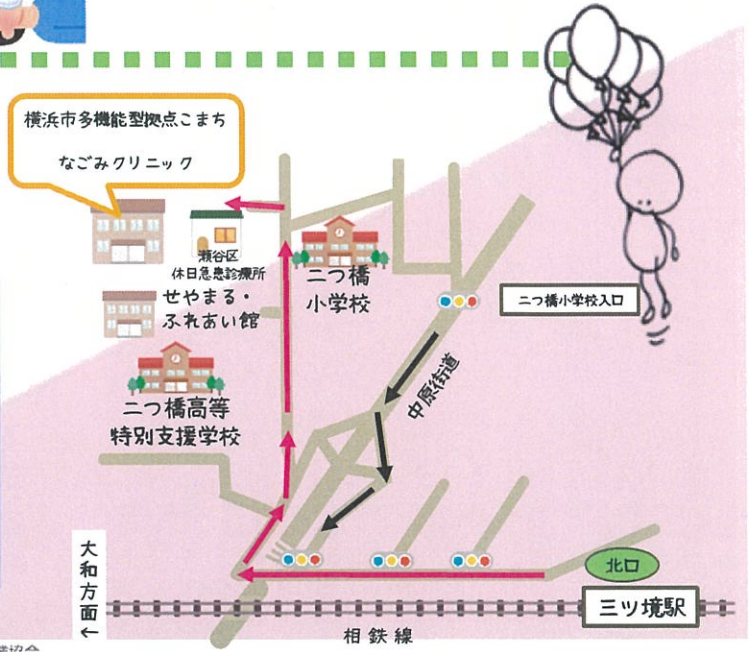 横浜市多機能型拠点こまち
なごみクリニック
瀬谷区
休日急患診療所
二つ橋
小学校
せやまる・
ふれあい館
二つ橋小学校入口
中原街道
二つ橋高等
特別支援学校
大和方面←
北口
三ツ境駅
相鉄線
協会